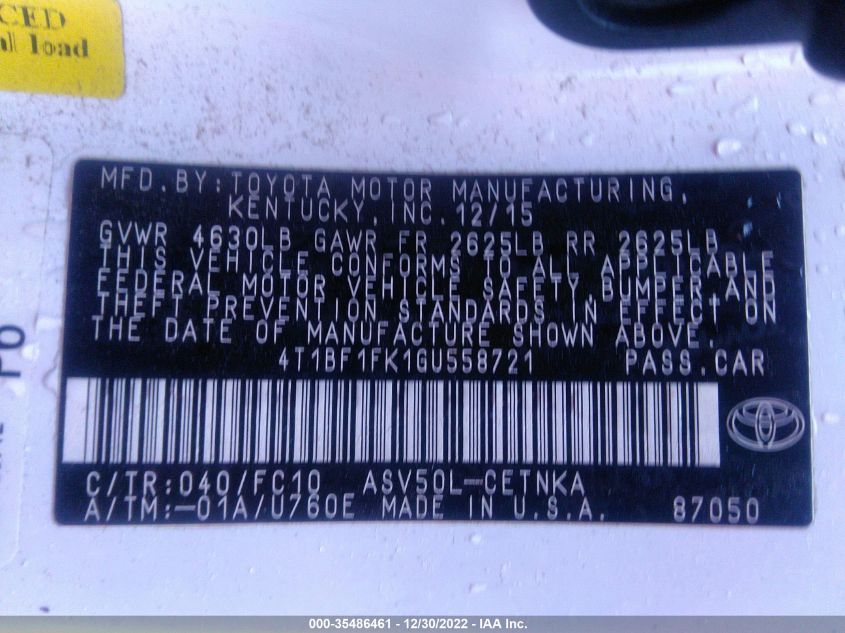 CED
al load
PO
MFD. BY: TOYOTA MOTOR MANUFACTURING,
KENTUCKY, INC. 12/15
GVWR 4630LB GAWR FR 2625LB RR 2625LB
THIS VEHICLE CONFORMS TO ALL APPLICABLE
FEDERAL MOTOR VEHICLE SAFETY, BUMPER, AND
THEFT PREVENTION STANDARDS IN EFFECT ON
THE DATE OF MANUFACTURE SHOWN ABOVE.
4T1BF1FK1GU558721 PASS. CAR
C/TR: 040/FC10 ASV50L-CETNKA
A/TM: -01A/U760E MADE IN U.S.A. 87050
000-35486461 - 12/30/2022 - IAA Inc.